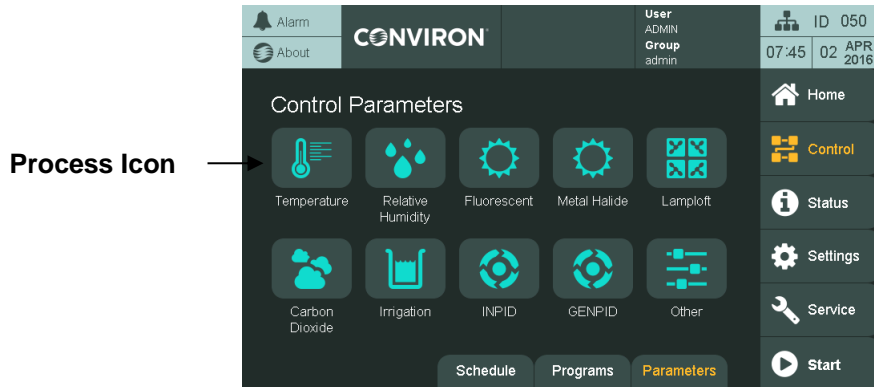 Alarm
About
CONVIRON
User
ADMIN
Group
admin
ID 050
07:45
02 APR 2016
Control Parameters
Process Icon
Temperature
Relative
Humidity
Fluorescent
Metal Halide
Lamploft
Carbon
Dioxide
Irrigation
INPID
GENPID
Other
Schedule
Programs
Parameters
Home
Control
Status
Settings
Service
Start